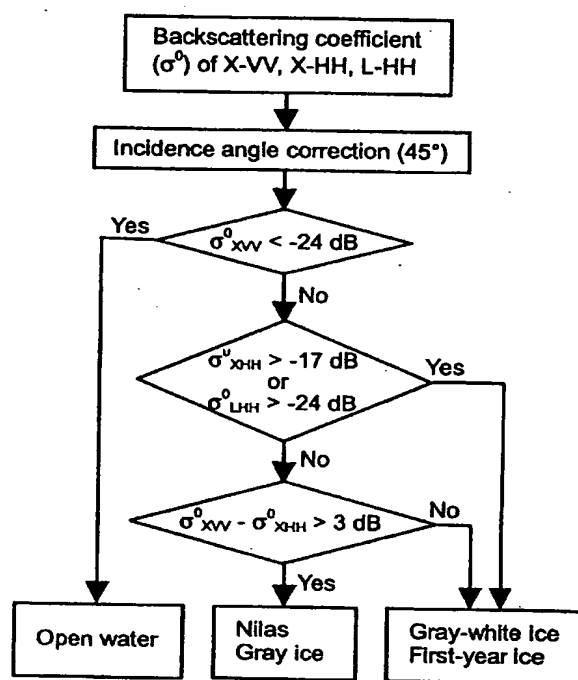 Backscattering coefficient
(σ⁰) of X-VV, X-HH, L-HH
Incidence angle correction (45°)
Yes
σ⁰XVV < -24 dB
No
σ⁰XHH > -17 dB
Yes
or
σ⁰LHH > -24 dB
No
σ⁰XVV - σ⁰XHH > 3 dB
No
Yes
Open water
Nilas
Gray ice
Gray-white ice
First-year ice